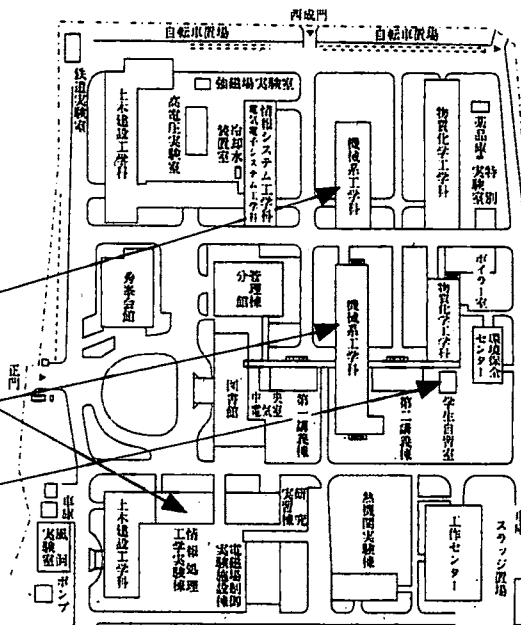 西成門
自転車置場
自転車置場
鉄道実験室
土木建設工学科
高電圧実験室
強磁場実験室
冷却水装置室
情報システム工学科
電気電子システム工学科
機械系工学科
物質化学工学科
薬品庫
特別実験室
秀峯会館
管理棟
分館
機械系工学科
物質化学工学科
ボイラー室
環境保全センター
正門
図書館
中央電気室
第一講義棟
第二講義棟
学生自習室
車庫
風洞実験室
ポンプ
土木建設工学科
情報処理工学実験棟
研究実習棟
電磁場制御実験施設棟
熱機関実験棟
工作センター
スラッジ置場
車庫